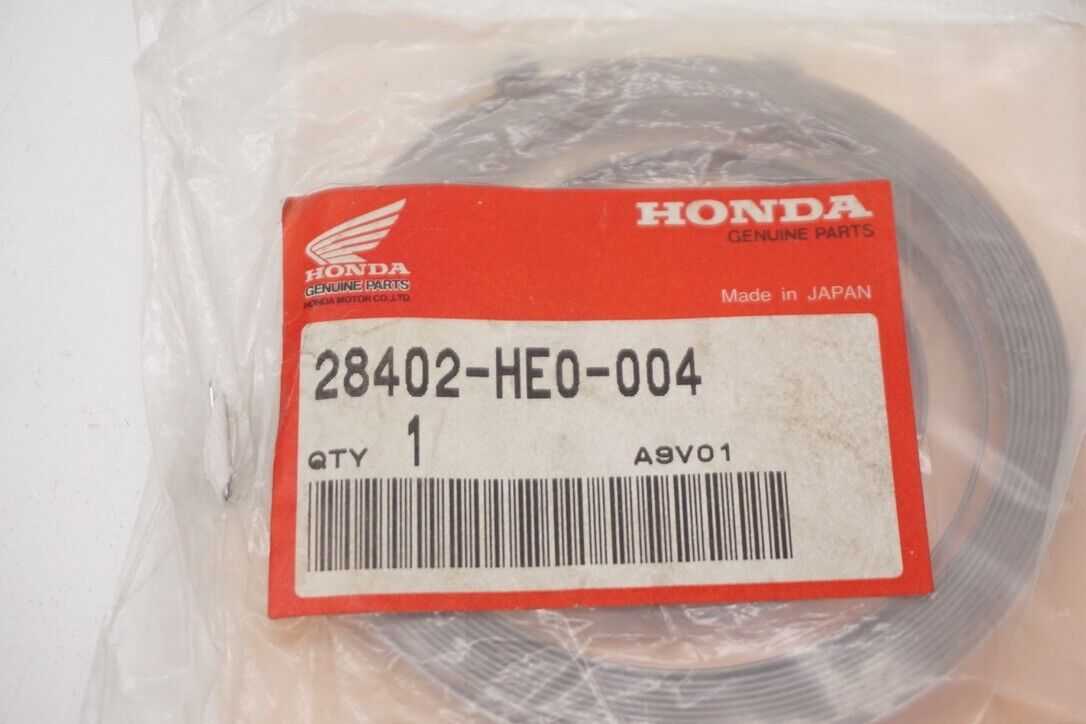 HONDA
GENUINE PARTS
HONDA MOTOR CO.,LTD.
HONDA
GENUINE PARTS
Made in JAPAN
28402-HE0-004
QTY 1 A9V01